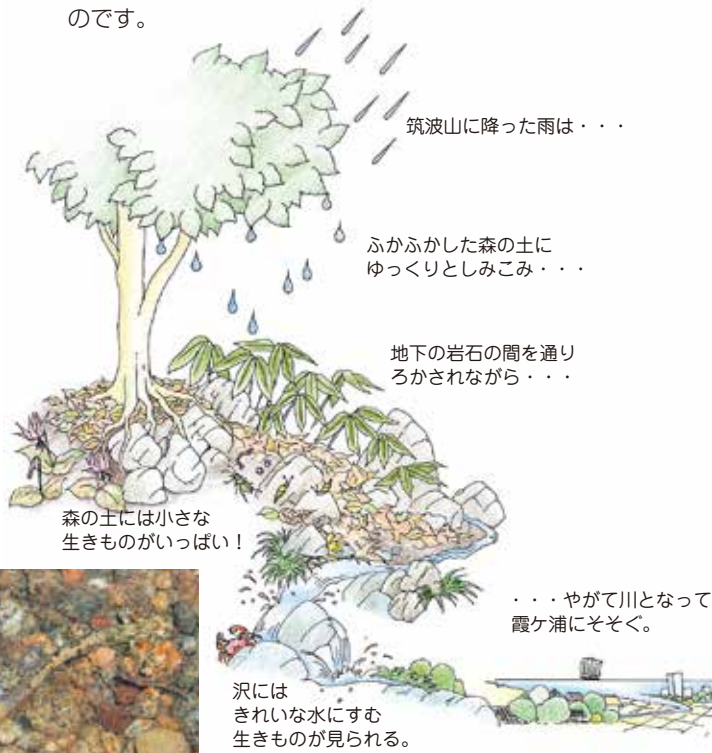 のです。
筑波山に降った雨は・・・
ふかふかした森の土に
ゆっくりとしみこみ・・・
地下の岩石の間を通り
ろかされながら・・・
森の土には小さな
生きものがいっぱい！
・・・やがて川となって
霞ケ浦にそそぐ。
沢には
きれいな水にすむ
生きものが見られる。